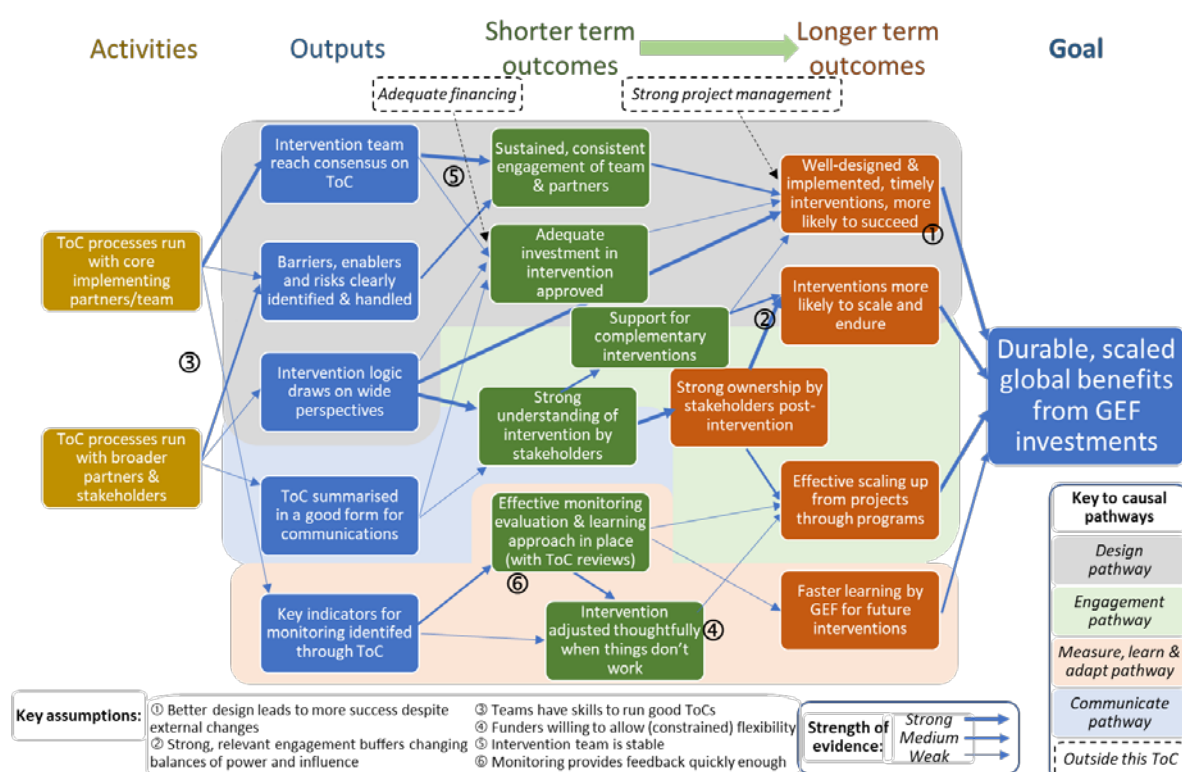 Activities
Outputs
Shorter term
outcomes
Longer term
outcomes
Goal
Adequate financing
Strong project management
Intervention team
reach consensus on
ToC
⑤
Sustained, consistent
engagement of team
& partners
Well-designed &
implemented, timely
interventions, more
likely to succeed
①
ToC processes run
with core
implementing
partners/team
Barriers, enablers
and risks clearly
identified & handled
Adequate
investment in
intervention
approved
Interventions more
likely to scale and
endure
②
Support for
complementary
interventions
③
Intervention logic
draws on wide
perspectives
Strong
understanding of
intervention by
stakeholders
Strong ownership by
stakeholders post-
intervention
Durable, scaled
global benefits
from GEF
investments
ToC processes run
with broader
partners &
stakeholders
ToC summarised
in a good form for
communications
Effective monitoring
evaluation & learning
approach in place
(with ToC reviews)
⑥
Effective scaling up
from projects
through programs
Key indicators for
monitoring identifed
through ToC
Intervention
adjusted thoughtfully
when things don't
work
④
Faster learning by
GEF for future
interventions
Key to causal
pathways
Design
pathway
Engagement
pathway
Measure, learn &
adapt pathway
Communicate
pathway
Outside this ToC
Key assumptions:
① Better design leads to more success despite
external changes
② Strong, relevant engagement buffers changing
balances of power and influence
③ Teams have skills to run good ToCs
④ Funders willing to allow (constrained) flexibility
⑤ Intervention team is stable
⑥ Monitoring provides feedback quickly enough
Strength of
evidence:
Strong
Medium
Weak